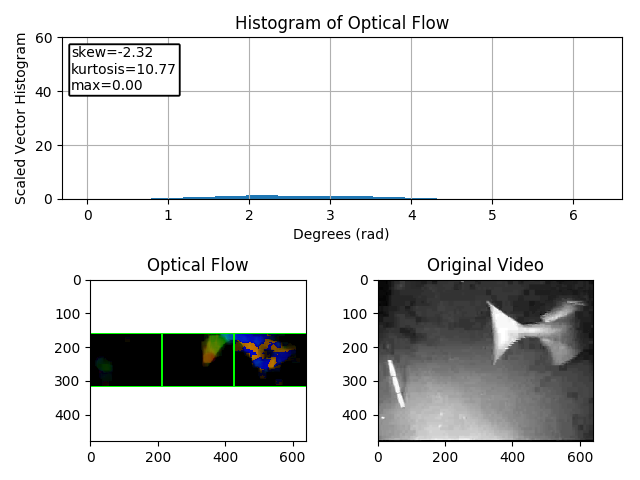 Histogram of Optical Flow
60
skew=-2.32
kurtosis=10.77
max=0.00
40
20
0
Scaled Vector Histogram
0 1 2 3 4 5 6
Degrees (rad)
Optical Flow
0
100
200
300
400
0 200 400 600
Original Video
0
100
200
300
400
0 200 400 600